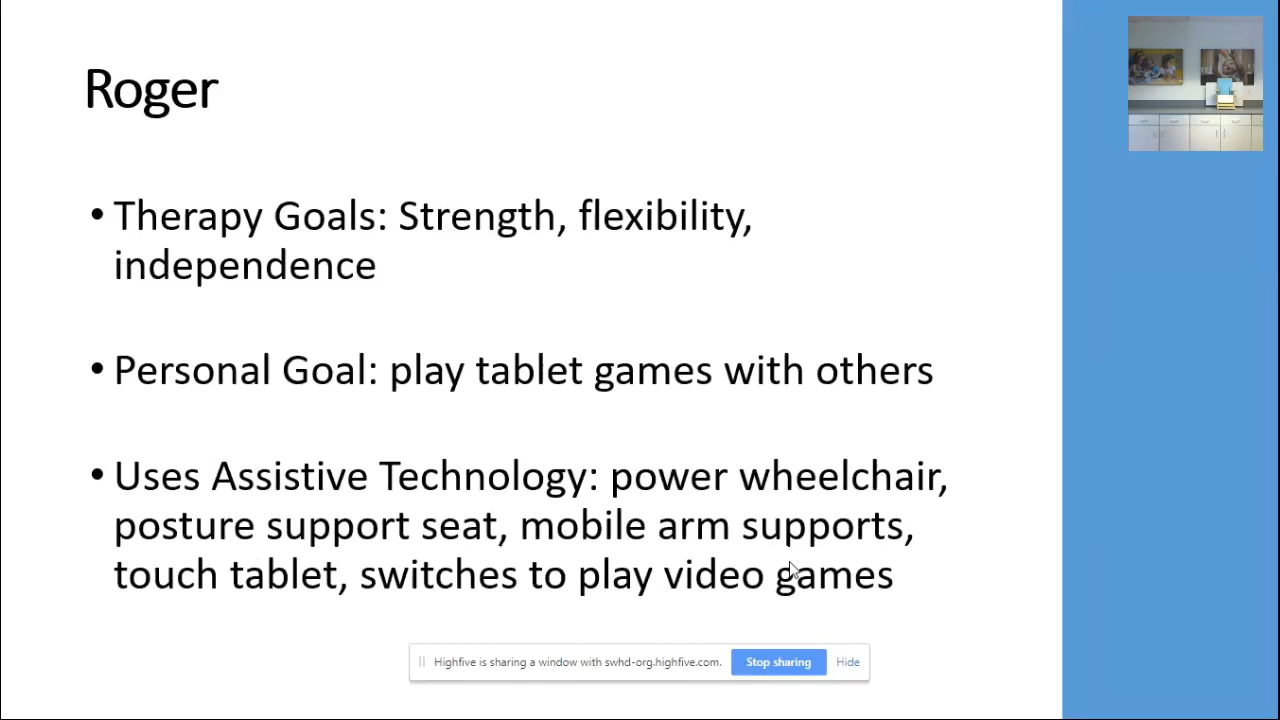 Roger
• Therapy Goals: Strength, flexibility,
independence
• Personal Goal: play tablet games with others
• Uses Assistive Technology: power wheelchair,
posture support seat, mobile arm supports,
touch tablet, switches to play video games
Highfive is sharing a window with swhd-org.highfive.com. Stop sharing Hide